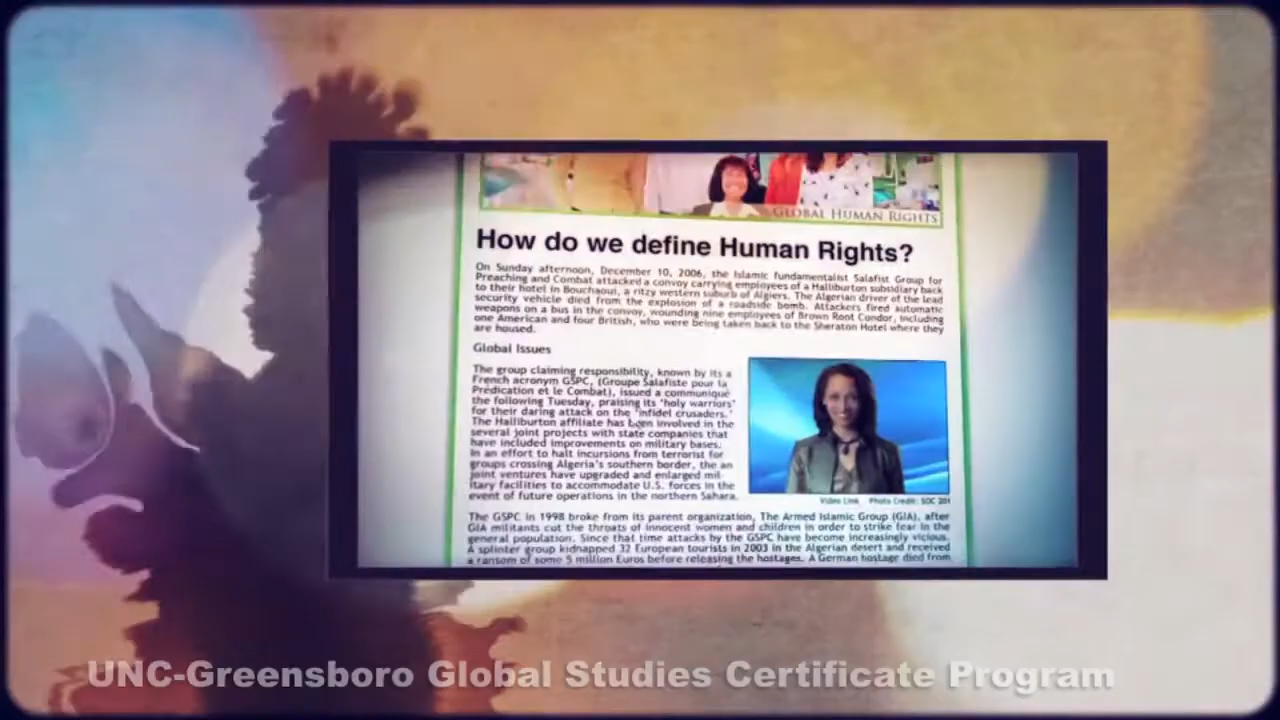 GLOBAL HUMAN RIGHTS
How do we define Human Rights?
On Sunday afternoon, December 10, 2006, the Islamic fundamentalist Salafist Group for
Preaching and Combat attacked a convoy carrying employees of a Halliburton subsidiary back
to their hotel in Bouchaoui, a ritzy western suburb of Algiers. The Algerian driver of the lead
security vehicle died from the explosion of a roadside bomb. Attackers fired automatic
weapons on a bus in the convoy, wounding nine employees of Brown Root Condor, including
one American and four British, who were being taken back to the Sheraton Hotel where they
are housed.
Global Issues
The group claiming responsibility, known by its a
French acronym GSPC, (Groupe Salafiste pour la
Prédication et le Combat), issued a communiqué
the following Tuesday, praising its 'holy warriors'
for their daring attack on the 'infidel crusaders.'
The Halliburton affiliate has been involved in the
several joint projects with state companies that
have included improvements on military bases.
In an effort to halt incursions from terrorist for
groups crossing Algeria's southern border, the an
joint ventures have upgraded and enlarged mil-
itary facilities to accommodate U.S. forces in the
event of future operations in the northern Sahara.
Video Link Photo Credit: SOC 201
The GSPC in 1998 broke from its parent organization, The Armed Islamic Group (GIA), after
GIA militants cut the throats of innocent women and children in order to strike fear in the
general population. Since that time attacks by the GSPC have become increasingly vicious.
A splinter group kidnapped 32 European tourists in 2003 in the Algerian desert and received
a ransom of some 5 million Euros before releasing the hostages. A German hostage died from
UNC-Greensboro Global Studies Certificate Program